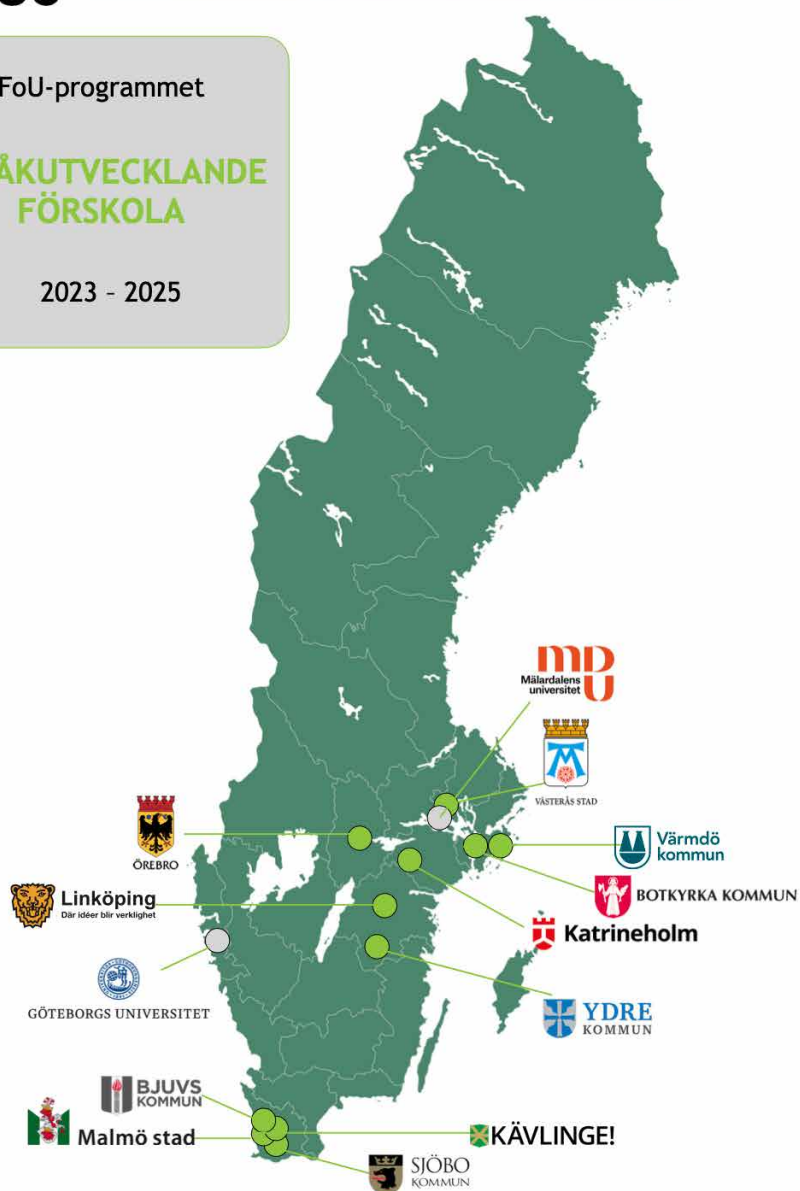 FoU-programmet
ÅKUTVECKLANDE
FÖRSKOLA
2023 – 2025
Mälardalens
universitet
VÄSTERÅS STAD
ÖREBRO
Värmdö
kommun
BOTKYRKA KOMMUN
Linköping
Där idéer blir verklighet
Katrineholm
GÖTEBORGS UNIVERSITET
YDRE
KOMMUN
BJUVS
KOMMUN
Malmö stad
KÄVLINGE!
SJÖBO
KOMMUN